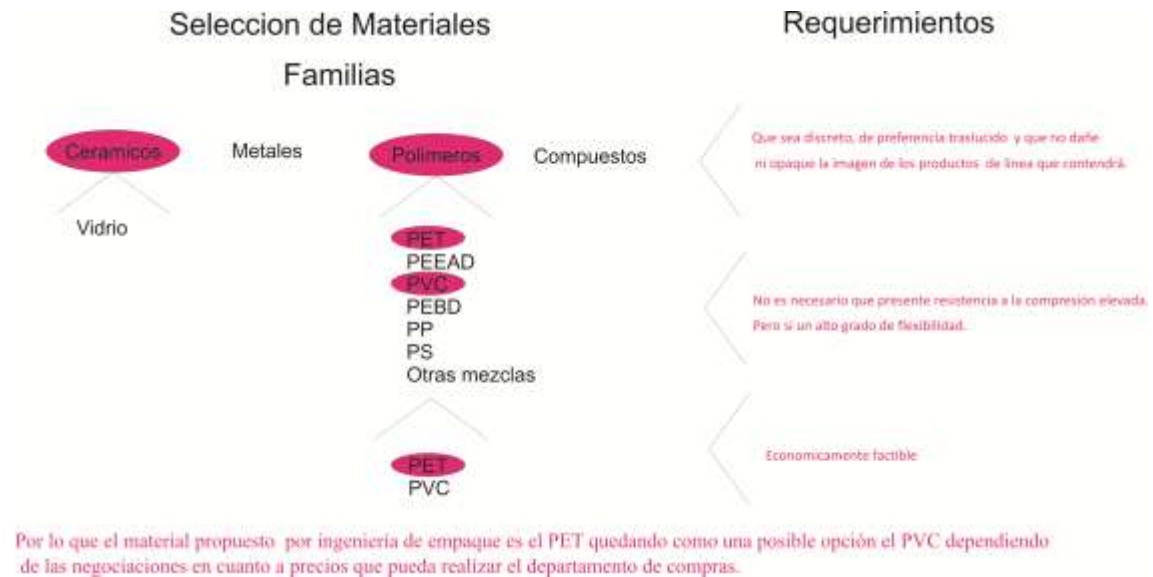 Seleccion de Materiales
Requerimientos
Familias
Ceramicos
Metales
Polimeros
Compuestos
Que sea discreto, de preferencia traslucido y que no dañe
ni opaque la imagen de los productos de linea que contendrá.
Vidrio
PET
PEEAD
PVC
PEBD
PP
PS
Otras mezclas
No es necesario que presente resistencia a la compresión elevada.
Pero si un alto grado de flexibilidad.
PET
PVC
Economicamente factible
Por lo que el material propuesto por ingeniería de empaque es el PET quedando como una posible opción el PVC dependiendo
de las negociaciones en cuanto a precios que pueda realizar el departamento de compras.